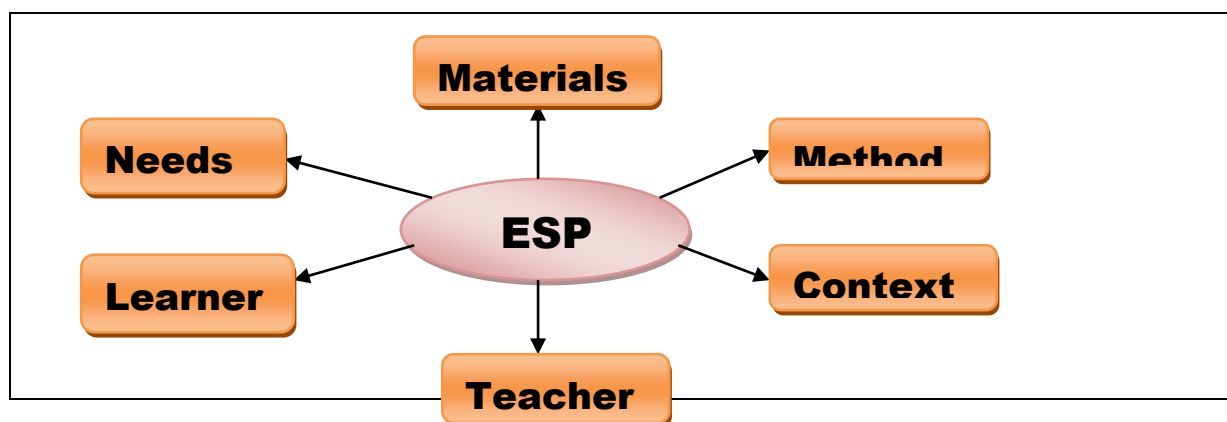 Materials
Needs
Method
ESP
Learner
Context
Teacher